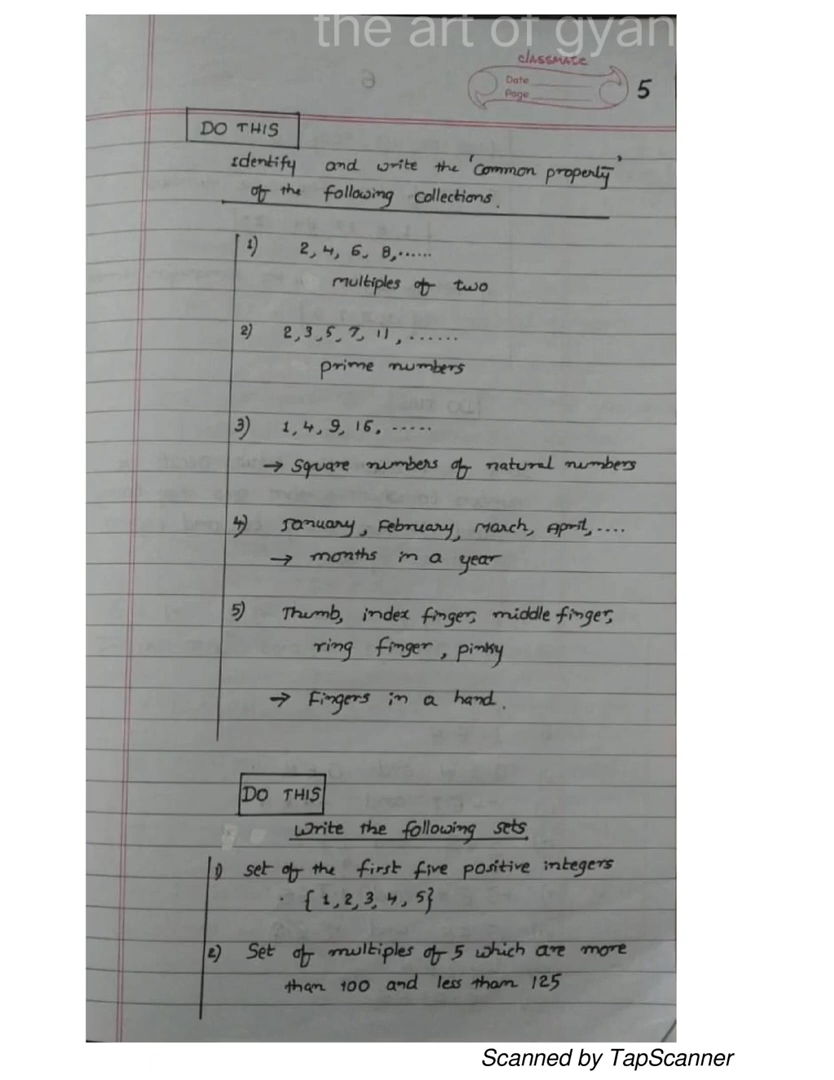 the art of gyan
classmate
Date
Page
5
DO THIS
Identify and write the 'common property'
of the following collections.
1) 2, 4, 6, 8,......
multiples of two
2) 2,3,5,7,11,......
prime numbers
3) 1, 4, 9, 16, .....
→ Square numbers of natural numbers
4) January, February, March, April, ....
→ months in a year
5) Thumb, index finger, middle finger,
ring finger, pinky
→ Fingers in a hand.
DO THIS
Write the following sets
1) set of the first five positive integers
. {1,2,3,4,5}
2) Set of multiples of 5 which are more
than 100 and less than 125
Scanned by TapScanner